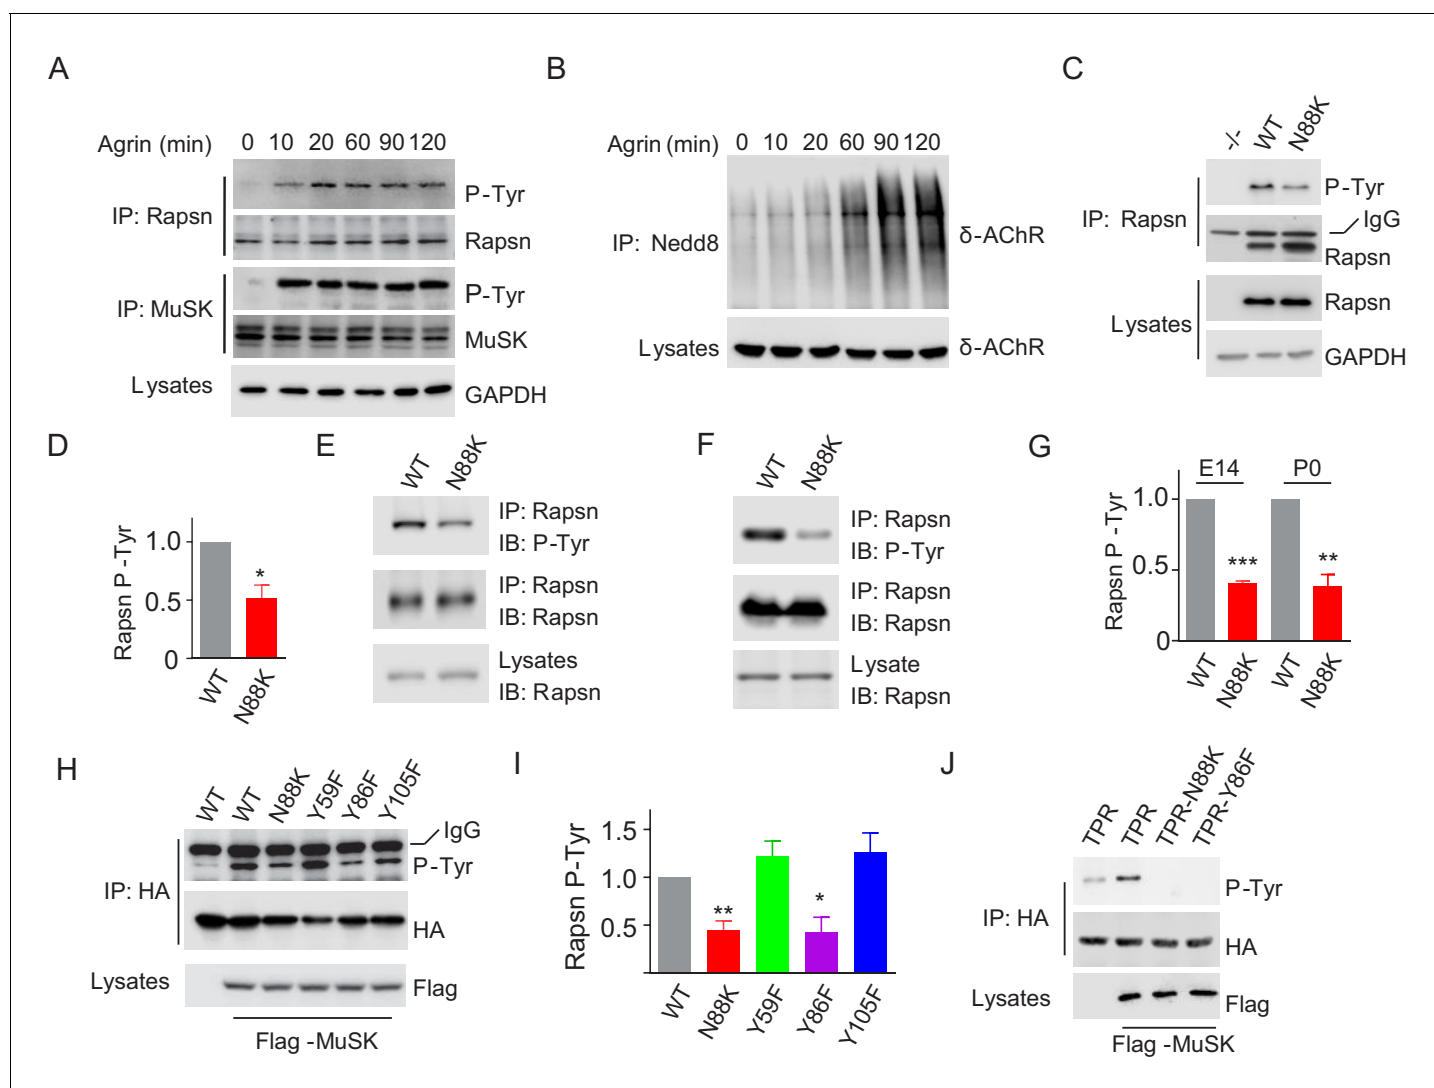 A
Agrin (min) 0 10 20 60 90 120
IP: Rapsn
P-Tyr
Rapsn
IP: MuSK
P-Tyr
MuSK
Lysates
GAPDH
B
Agrin (min) 0 10 20 60 90 120
IP: Nedd8
δ-AChR
Lysates
δ-AChR
C
-/- WT N88K
IP: Rapsn
P-Tyr
IgG
Rapsn
Lysates
Rapsn
GAPDH
D
Rapsn P -Tyr
1.0
0.5
0
*
WT N88K
E
WT N88K
IP: Rapsn
IB: P-Tyr
IP: Rapsn
IB: Rapsn
Lysates
IB: Rapsn
F
WT N88K
IP: Rapsn
IB: P-Tyr
IP: Rapsn
IB: Rapsn
Lysate
IB: Rapsn
G
E14 P0
Rapsn P -Tyr
1.0
0.5
0
*** **
WT N88K WT N88K
H
WT WT N88K Y59F Y86F Y105F
IgG
IP: HA
P-Tyr
HA
Lysates
Flag
Flag -MuSK
I
Rapsn P-Tyr
1.5
1.0
0.5
** *
WT N88K Y59F Y86F Y105F
J
TPR TPR TPR-N88K TPR-Y86F
IP: HA
P-Tyr
HA
Lysates
Flag
Flag -MuSK